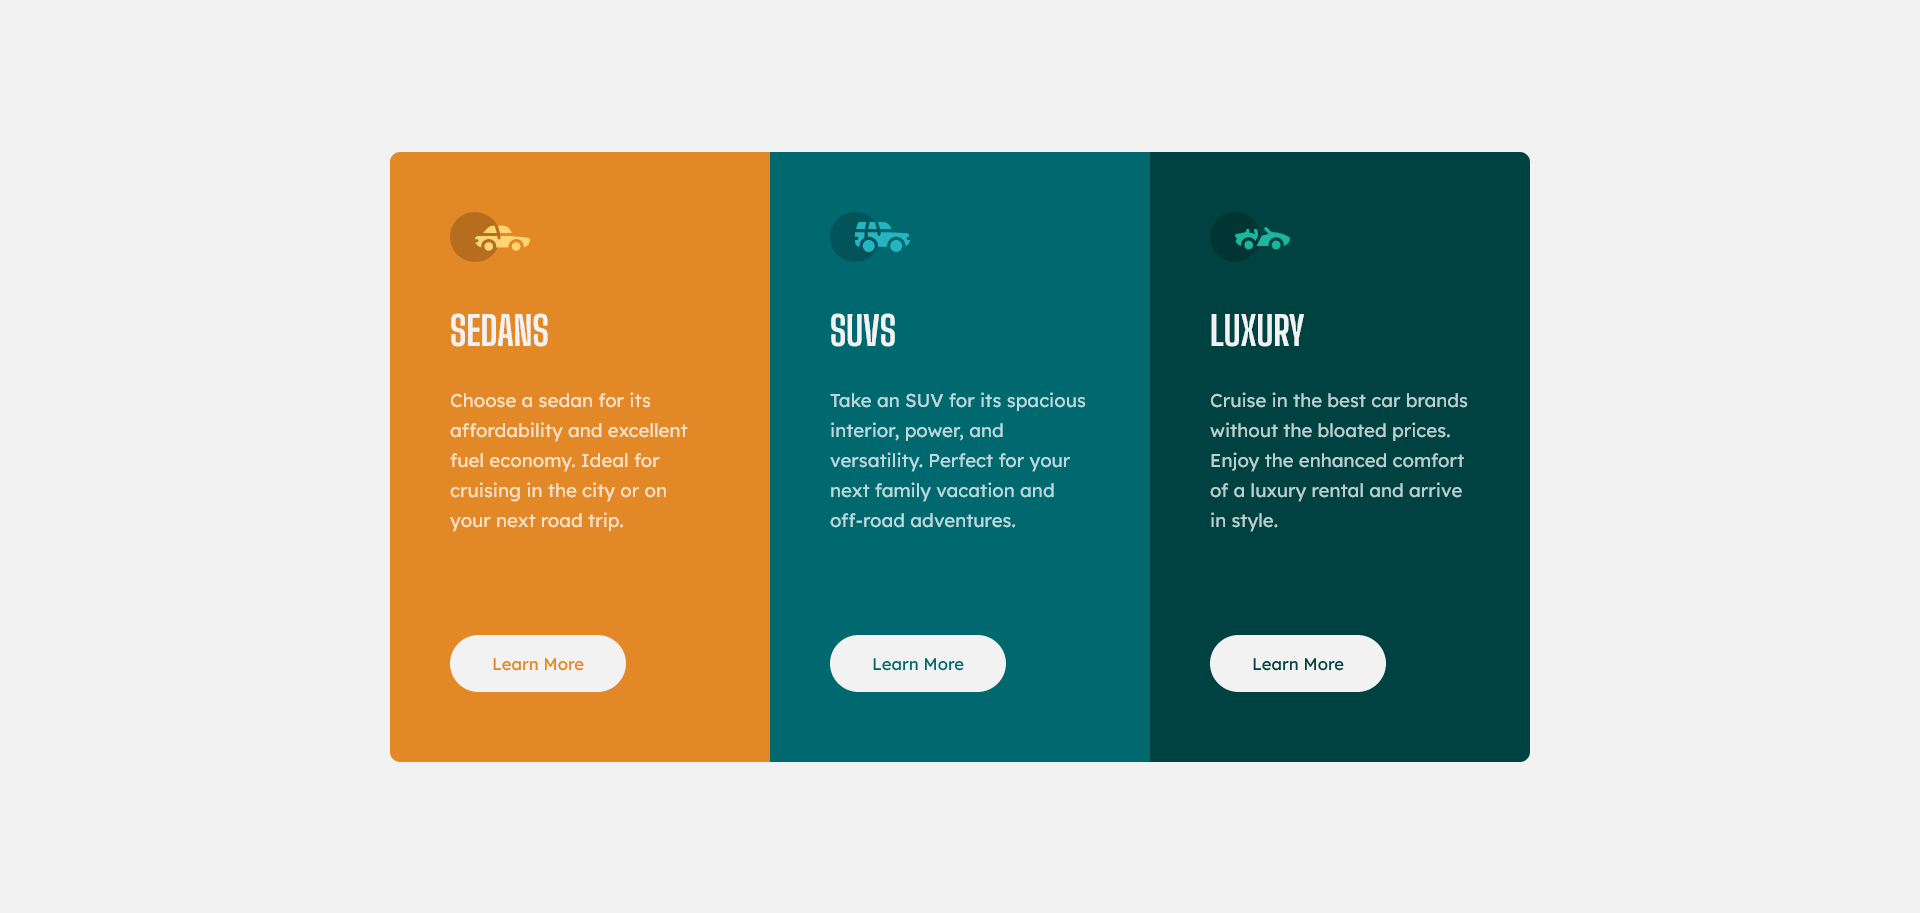 SEDANS
Choose a sedan for its
affordability and excellent
fuel economy. Ideal for
cruising in the city or on
your next road trip.
Learn More
SUVS
Take an SUV for its spacious
interior, power, and
versatility. Perfect for your
next family vacation and
off-road adventures.
Learn More
LUXURY
Cruise in the best car brands
without the bloated prices.
Enjoy the enhanced comfort
of a luxury rental and arrive
in style.
Learn More